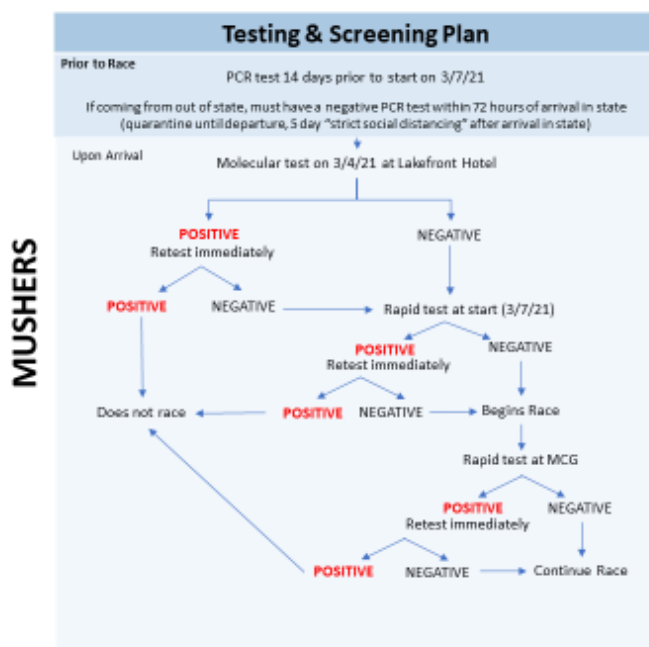 Testing & Screening Plan
Prior to Race
PCR test 14 days prior to start on 3/7/21
If coming from out of state, must have a negative PCR test within 72 hours of arrival in state
(quarantine until departure, 5 day “strict social distancing” after arrival in state)
Upon Arrival
Molecular test on 3/4/21 at Lakefront Hotel
MUSHERS
POSITIVE
Retest immediately
NEGATIVE
POSITIVE
NEGATIVE
Rapid test at start (3/7/21)
POSITIVE
Retest immediately
NEGATIVE
Does not race
POSITIVE
NEGATIVE
Begins Race
Rapid test at MCG
POSITIVE
Retest immediately
NEGATIVE
POSITIVE
NEGATIVE
Continue Race